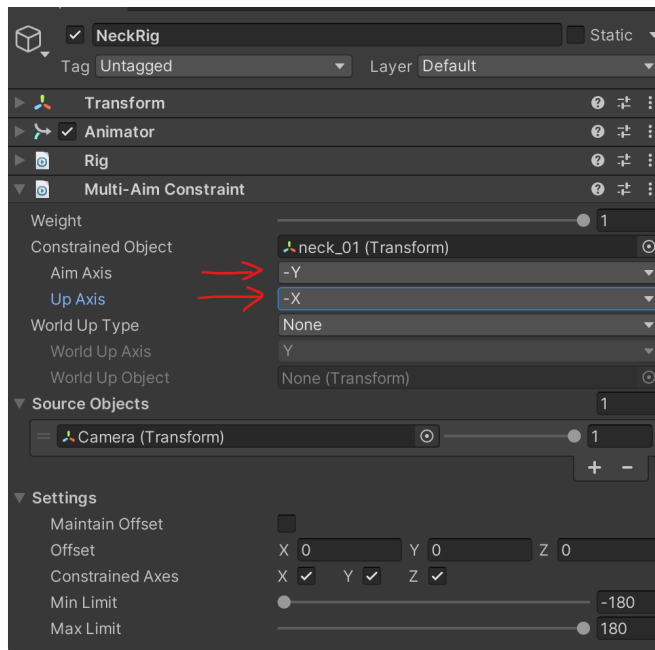 NeckRig Static
Tag Untagged Layer Default
Transform
Animator
Rig
Multi-Aim Constraint
Weight 1
Constrained Object neck_01 (Transform)
Aim Axis -Y
Up Axis -X
World Up Type None
World Up Axis Y
World Up Object None (Transform)
Source Objects 1
Camera (Transform) 1
+ -
Settings
Maintain Offset
Offset X 0 Y 0 Z 0
Constrained Axes X Y Z
Min Limit -180
Max Limit 180